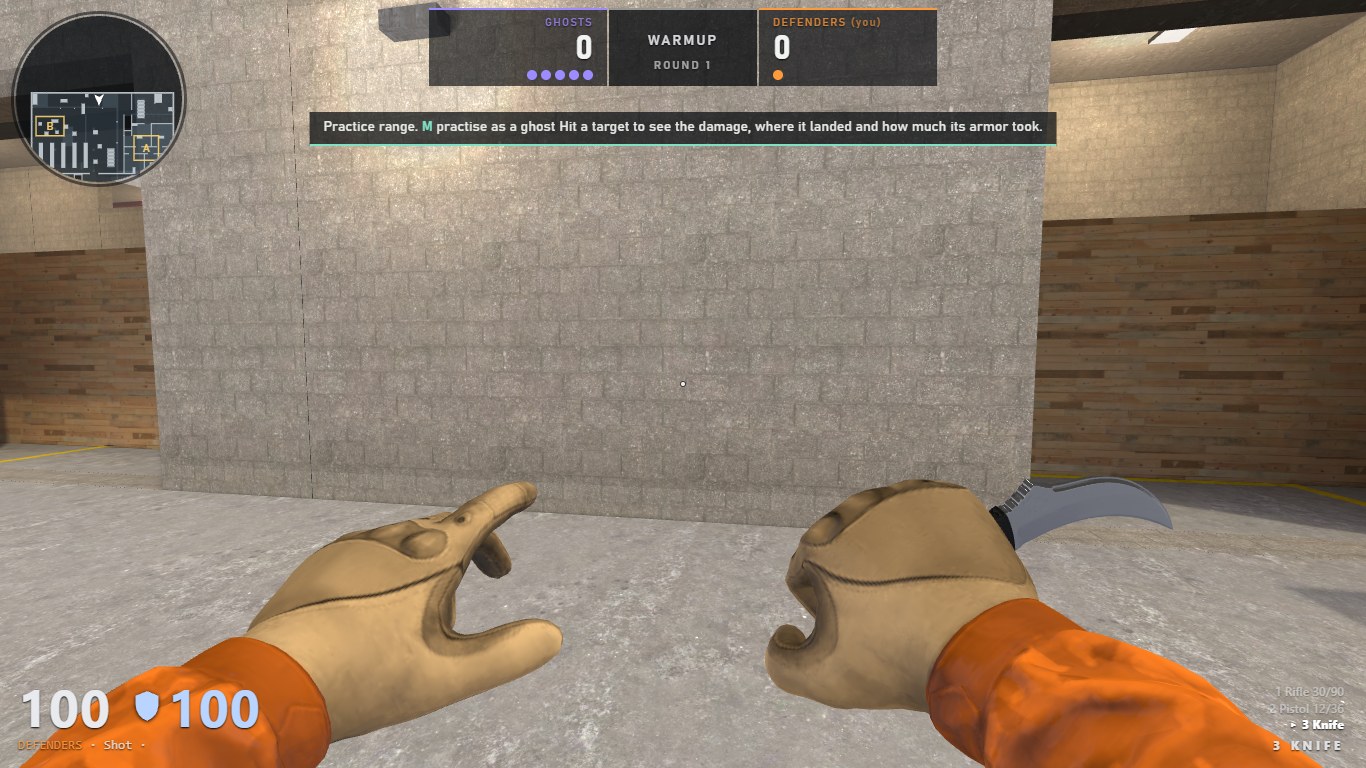 GHOSTS
0
WARMUP
ROUND 1
DEFENDERS (you)
0
B
A
Practice range. M practise as a ghost Hit a target to see the damage, where it landed and how much its armor took.
100 100
DEFENDERS · Shot ·
1 Rifle 30/90
2 Pistol 12/36
▸ 3 Knife
3 KNIFE